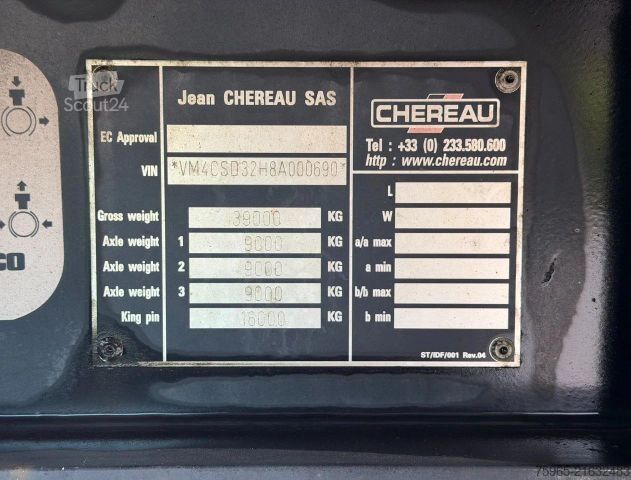 Truck
Scout24
CO
Jean CHEREAU SAS
EC Approval
VIN *VM4CSD32H8A000690*
Gross weight 39000 KG
Axle weight 1 9000 KG
Axle weight 2 9000 KG
Axle weight 3 9000 KG
King pin 16000 KG
CHEREAU
Tel : +33 (0) 233.580.600
http : www.chereau.com
L
W
a/a max
a min
b/b max
b min
ST/IDF/001 Rev.04
75965-21632483